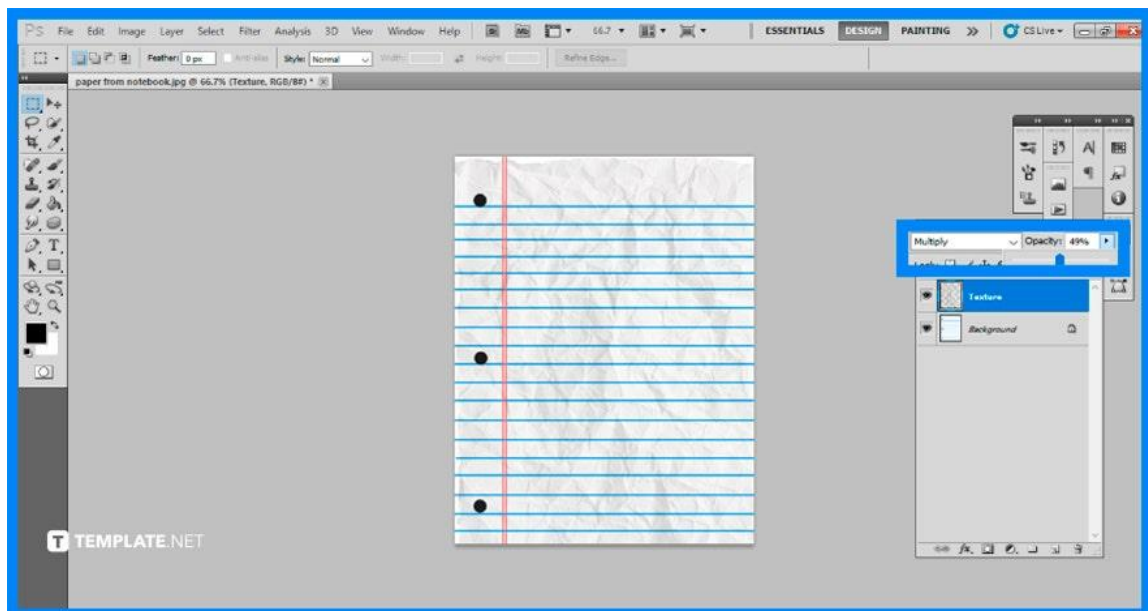 PS File Edit Image Layer Select Filter Analysis 3D View Window Help Br Mb 66.7 ESSENTIALS DESIGN PAINTING CS Live
Feather: 0 px Anti-alias Style: Normal Width: Height: Refine Edge...
paper from notebook.jpg @ 66.7% (Texture, RGB/8#) *
Multiply Opacity: 49%
Texture
Background
T TEMPLATE.NET